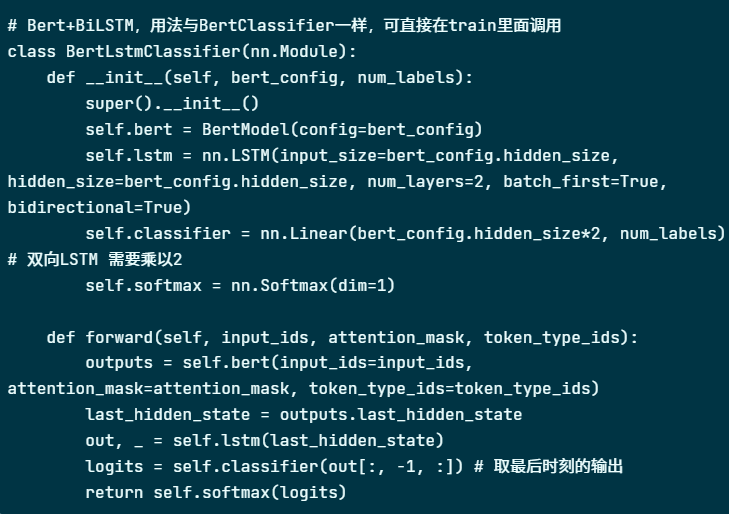 # Bert+BiLSTM，用法与BertClassifier一样，可直接在train里面调用
class BertLstmClassifier(nn.Module):
    def __init__(self, bert_config, num_labels):
        super().__init__()
        self.bert = BertModel(config=bert_config)
        self.lstm = nn.LSTM(input_size=bert_config.hidden_size,
hidden_size=bert_config.hidden_size, num_layers=2, batch_first=True,
bidirectional=True)
        self.classifier = nn.Linear(bert_config.hidden_size*2, num_labels)
# 双向LSTM 需要乘以2
        self.softmax = nn.Softmax(dim=1)
    def forward(self, input_ids, attention_mask, token_type_ids):
        outputs = self.bert(input_ids=input_ids,
attention_mask=attention_mask, token_type_ids=token_type_ids)
        last_hidden_state = outputs.last_hidden_state
        out, _ = self.lstm(last_hidden_state)
        logits = self.classifier(out[:, -1, :]) # 取最后时刻的输出
        return self.softmax(logits)